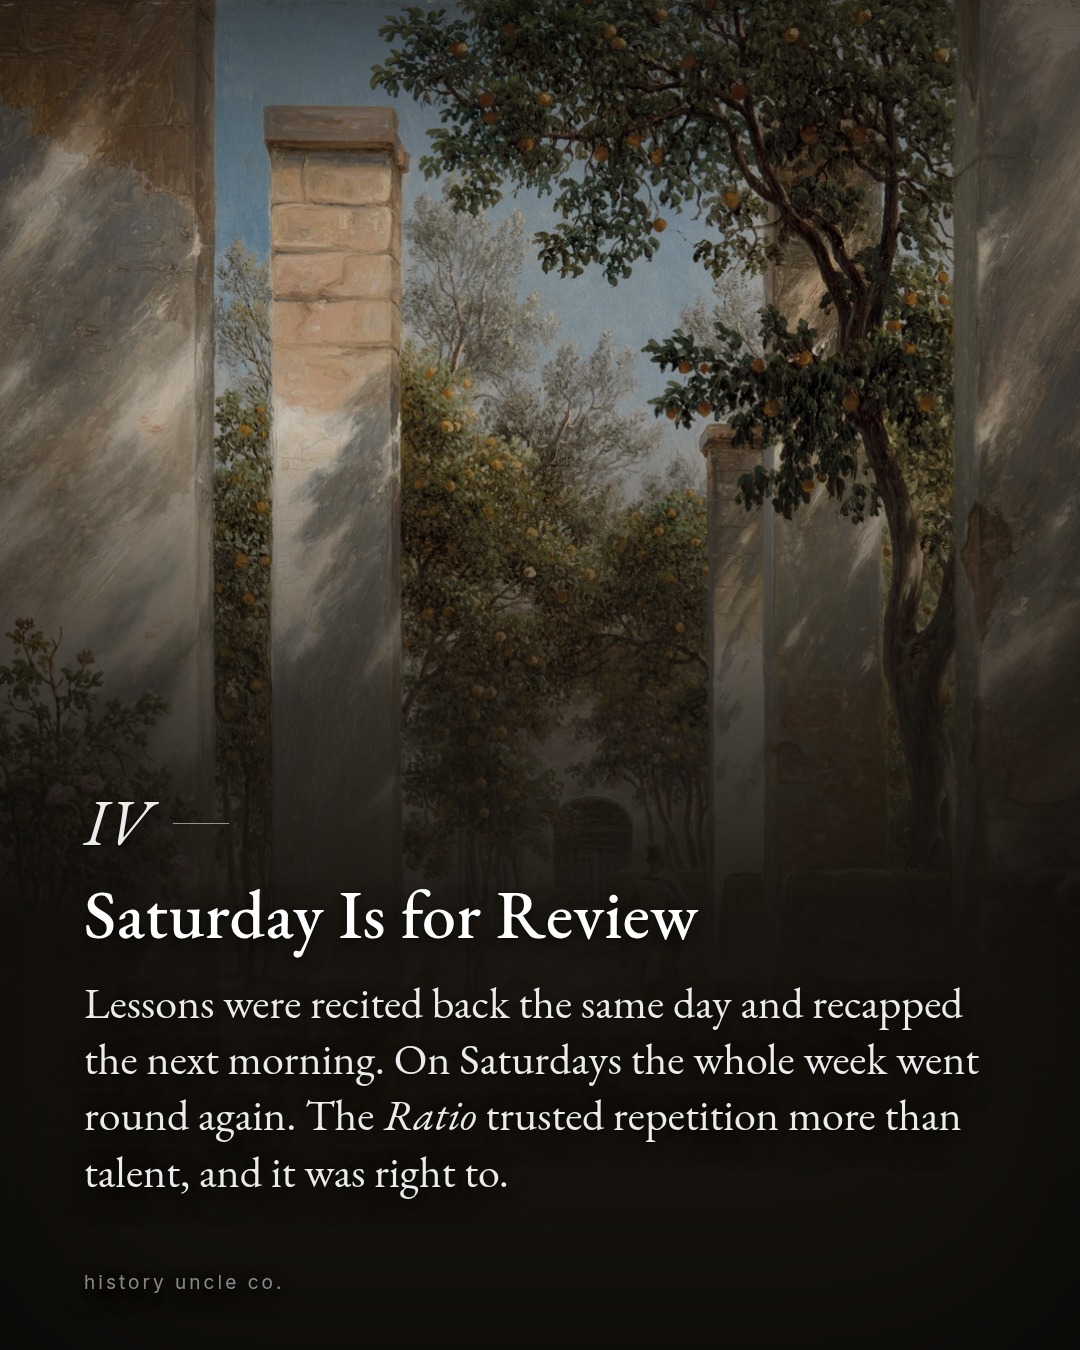 IV —
Saturday Is for Review
Lessons were recited back the same day and recapped
the next morning. On Saturdays the whole week went
round again. The Ratio trusted repetition more than
talent, and it was right to.
history uncle co.